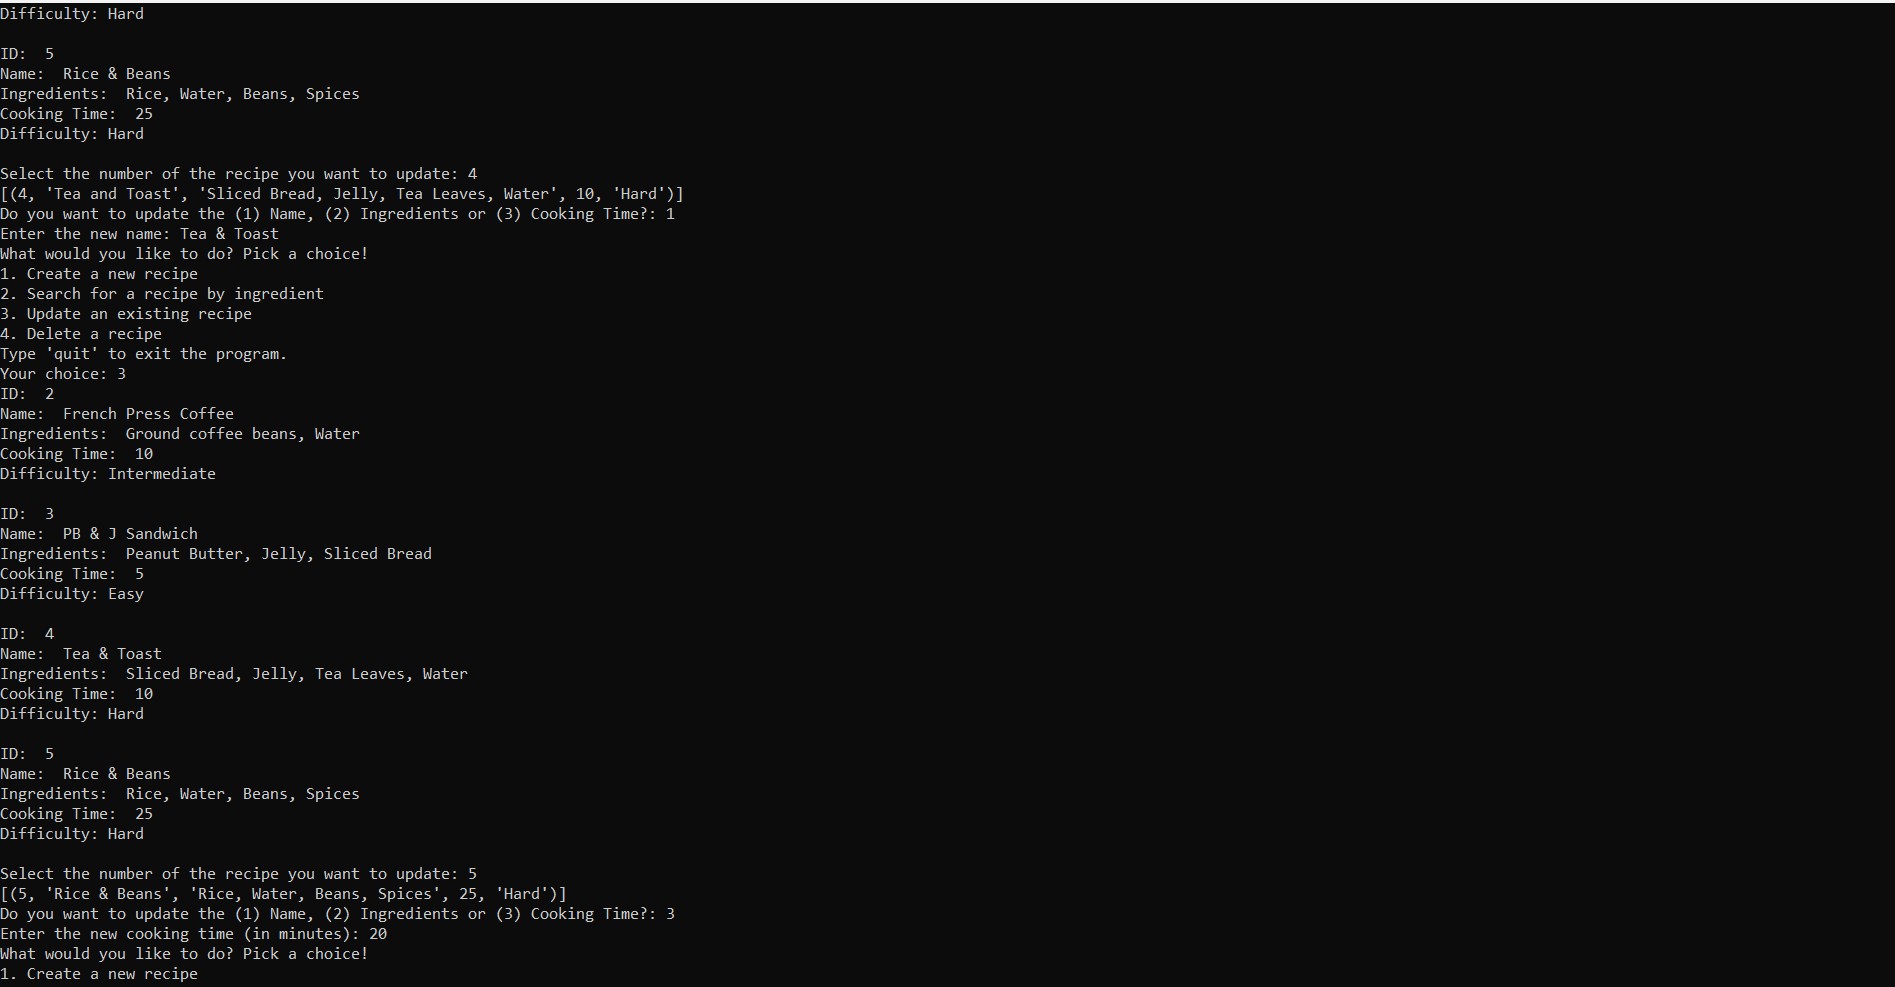 Difficulty: Hard
ID:  5
Name:  Rice & Beans
Ingredients:  Rice, Water, Beans, Spices
Cooking Time:  25
Difficulty: Hard
Select the number of the recipe you want to update: 4
[(4, 'Tea and Toast', 'Sliced Bread, Jelly, Tea Leaves, Water', 10, 'Hard')]
Do you want to update the (1) Name, (2) Ingredients or (3) Cooking Time?: 1
Enter the new name: Tea & Toast
What would you like to do? Pick a choice!
1. Create a new recipe
2. Search for a recipe by ingredient
3. Update an existing recipe
4. Delete a recipe
Type 'quit' to exit the program.
Your choice: 3
ID:  2
Name:  French Press Coffee
Ingredients:  Ground coffee beans, Water
Cooking Time:  10
Difficulty: Intermediate
ID:  3
Name:  PB & J Sandwich
Ingredients:  Peanut Butter, Jelly, Sliced Bread
Cooking Time:  5
Difficulty: Easy
ID:  4
Name:  Tea & Toast
Ingredients:  Sliced Bread, Jelly, Tea Leaves, Water
Cooking Time:  10
Difficulty: Hard
ID:  5
Name:  Rice & Beans
Ingredients:  Rice, Water, Beans, Spices
Cooking Time:  25
Difficulty: Hard
Select the number of the recipe you want to update: 5
[(5, 'Rice & Beans', 'Rice, Water, Beans, Spices', 25, 'Hard')]
Do you want to update the (1) Name, (2) Ingredients or (3) Cooking Time?: 3
Enter the new cooking time (in minutes): 20
What would you like to do? Pick a choice!
1. Create a new recipe